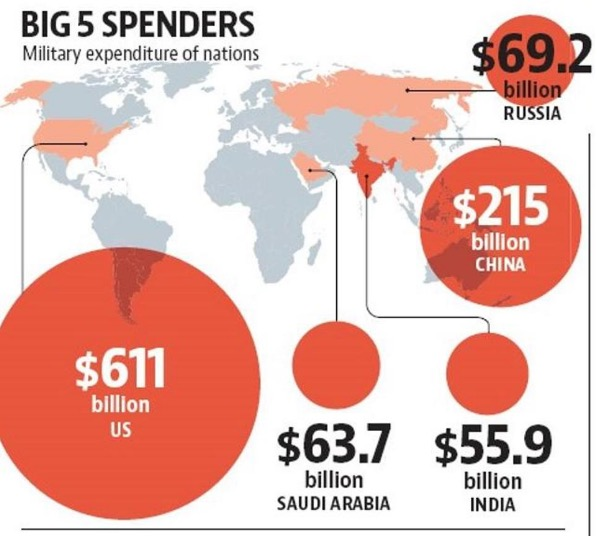 BIG 5 SPENDERS
Military expenditure of nations
$69.2
billion
RUSSIA
$215
billion
CHINA
$611
billion
US
$63.7
billion
SAUDI ARABIA
$55.9
billion
INDIA